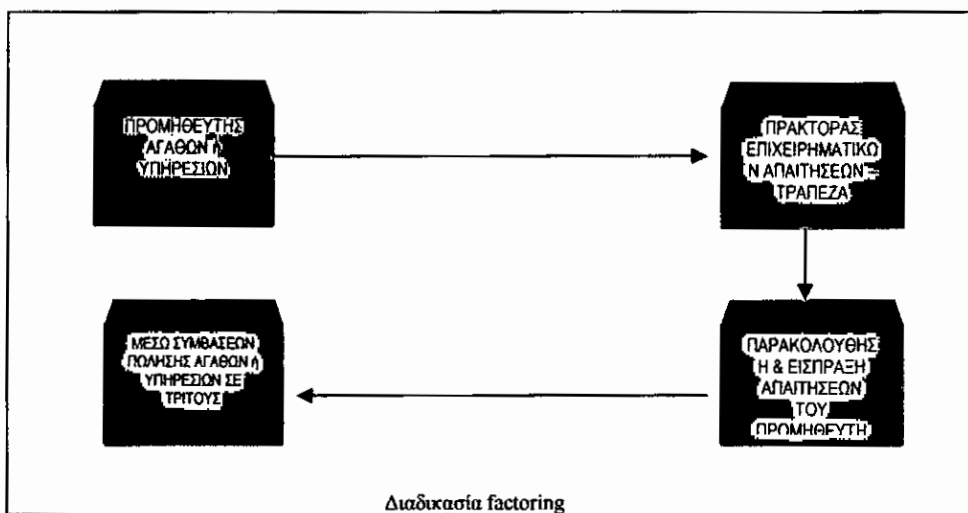 ΠΡΟΜΗΘΕΥΤΗΣ
ΑΓΑΘΩΝ ή
ΥΠΗΡΕΣΙΩΝ
ΠΡΑΚΤΟΡΑΣ
ΕΠΙΧΕΙΡΗΜΑΤΙΚΩ
Ν ΑΠΑΙΤΗΣΕΩΝ –
ΤΡΑΠΕΖΑ
ΜΕΣΩ ΣΥΜΒΑΣΕΩΝ
ΠΩΛΗΣΗΣ ΑΓΑΘΩΝ ή
ΥΠΗΡΕΣΙΩΝ ΣΕ
ΤΡΙΤΟΥΣ
ΠΑΡΑΚΟΛΟΥΘΗΣ
Η & ΕΙΣΠΡΑΞΗ
ΑΠΑΙΤΗΣΕΩΝ
ΤΟΥ
ΠΡΟΜΗΘΕΥΤΗ
Διαδικασία factoring